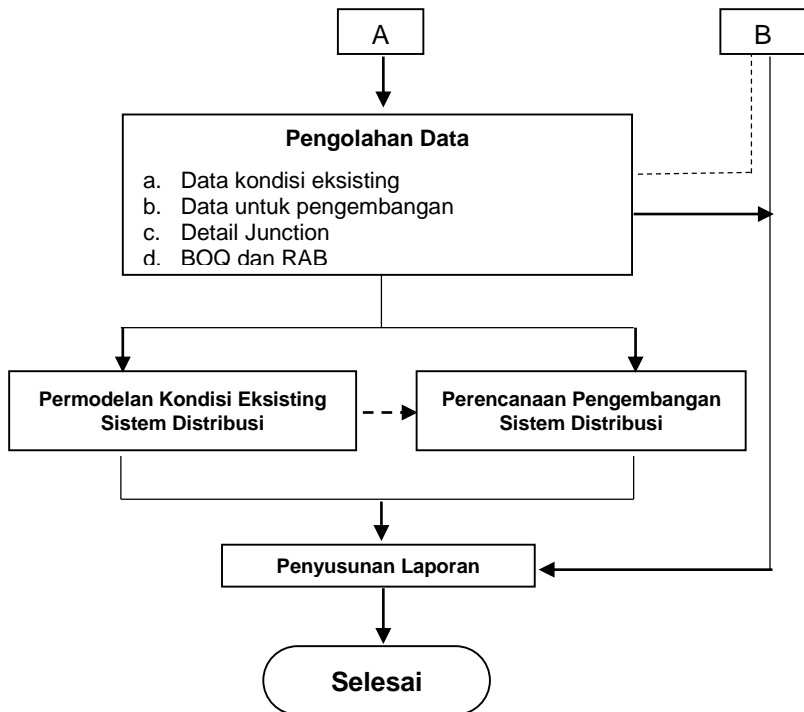 A
B
Pengolahan Data
a. Data kondisi eksisting
b. Data untuk pengembangan
c. Detail Junction
d. BOQ dan RAB
Permodelan Kondisi Eksisting
Sistem Distribusi
Perencanaan Pengembangan
Sistem Distribusi
Penyusunan Laporan
Selesai